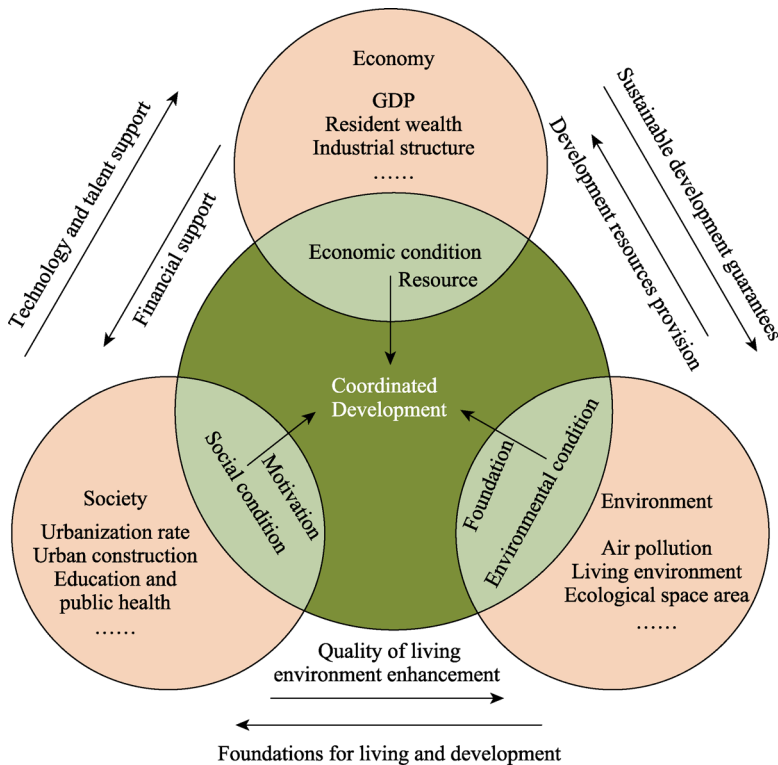 Economy
GDP
Resident wealth
Industrial structure
……
Technology and talent support
Financial support
Sustainable development guarantees
Development resources provision
Economic condition
Resource
Coordinated
Development
Social condition
Motivation
Foundation
Environmental condition
Society
Urbanization rate
Urban construction
Education and
public health
……
Environment
Air pollution
Living environment
Ecological space area
……
Quality of living
environment enhancement
Foundations for living and development